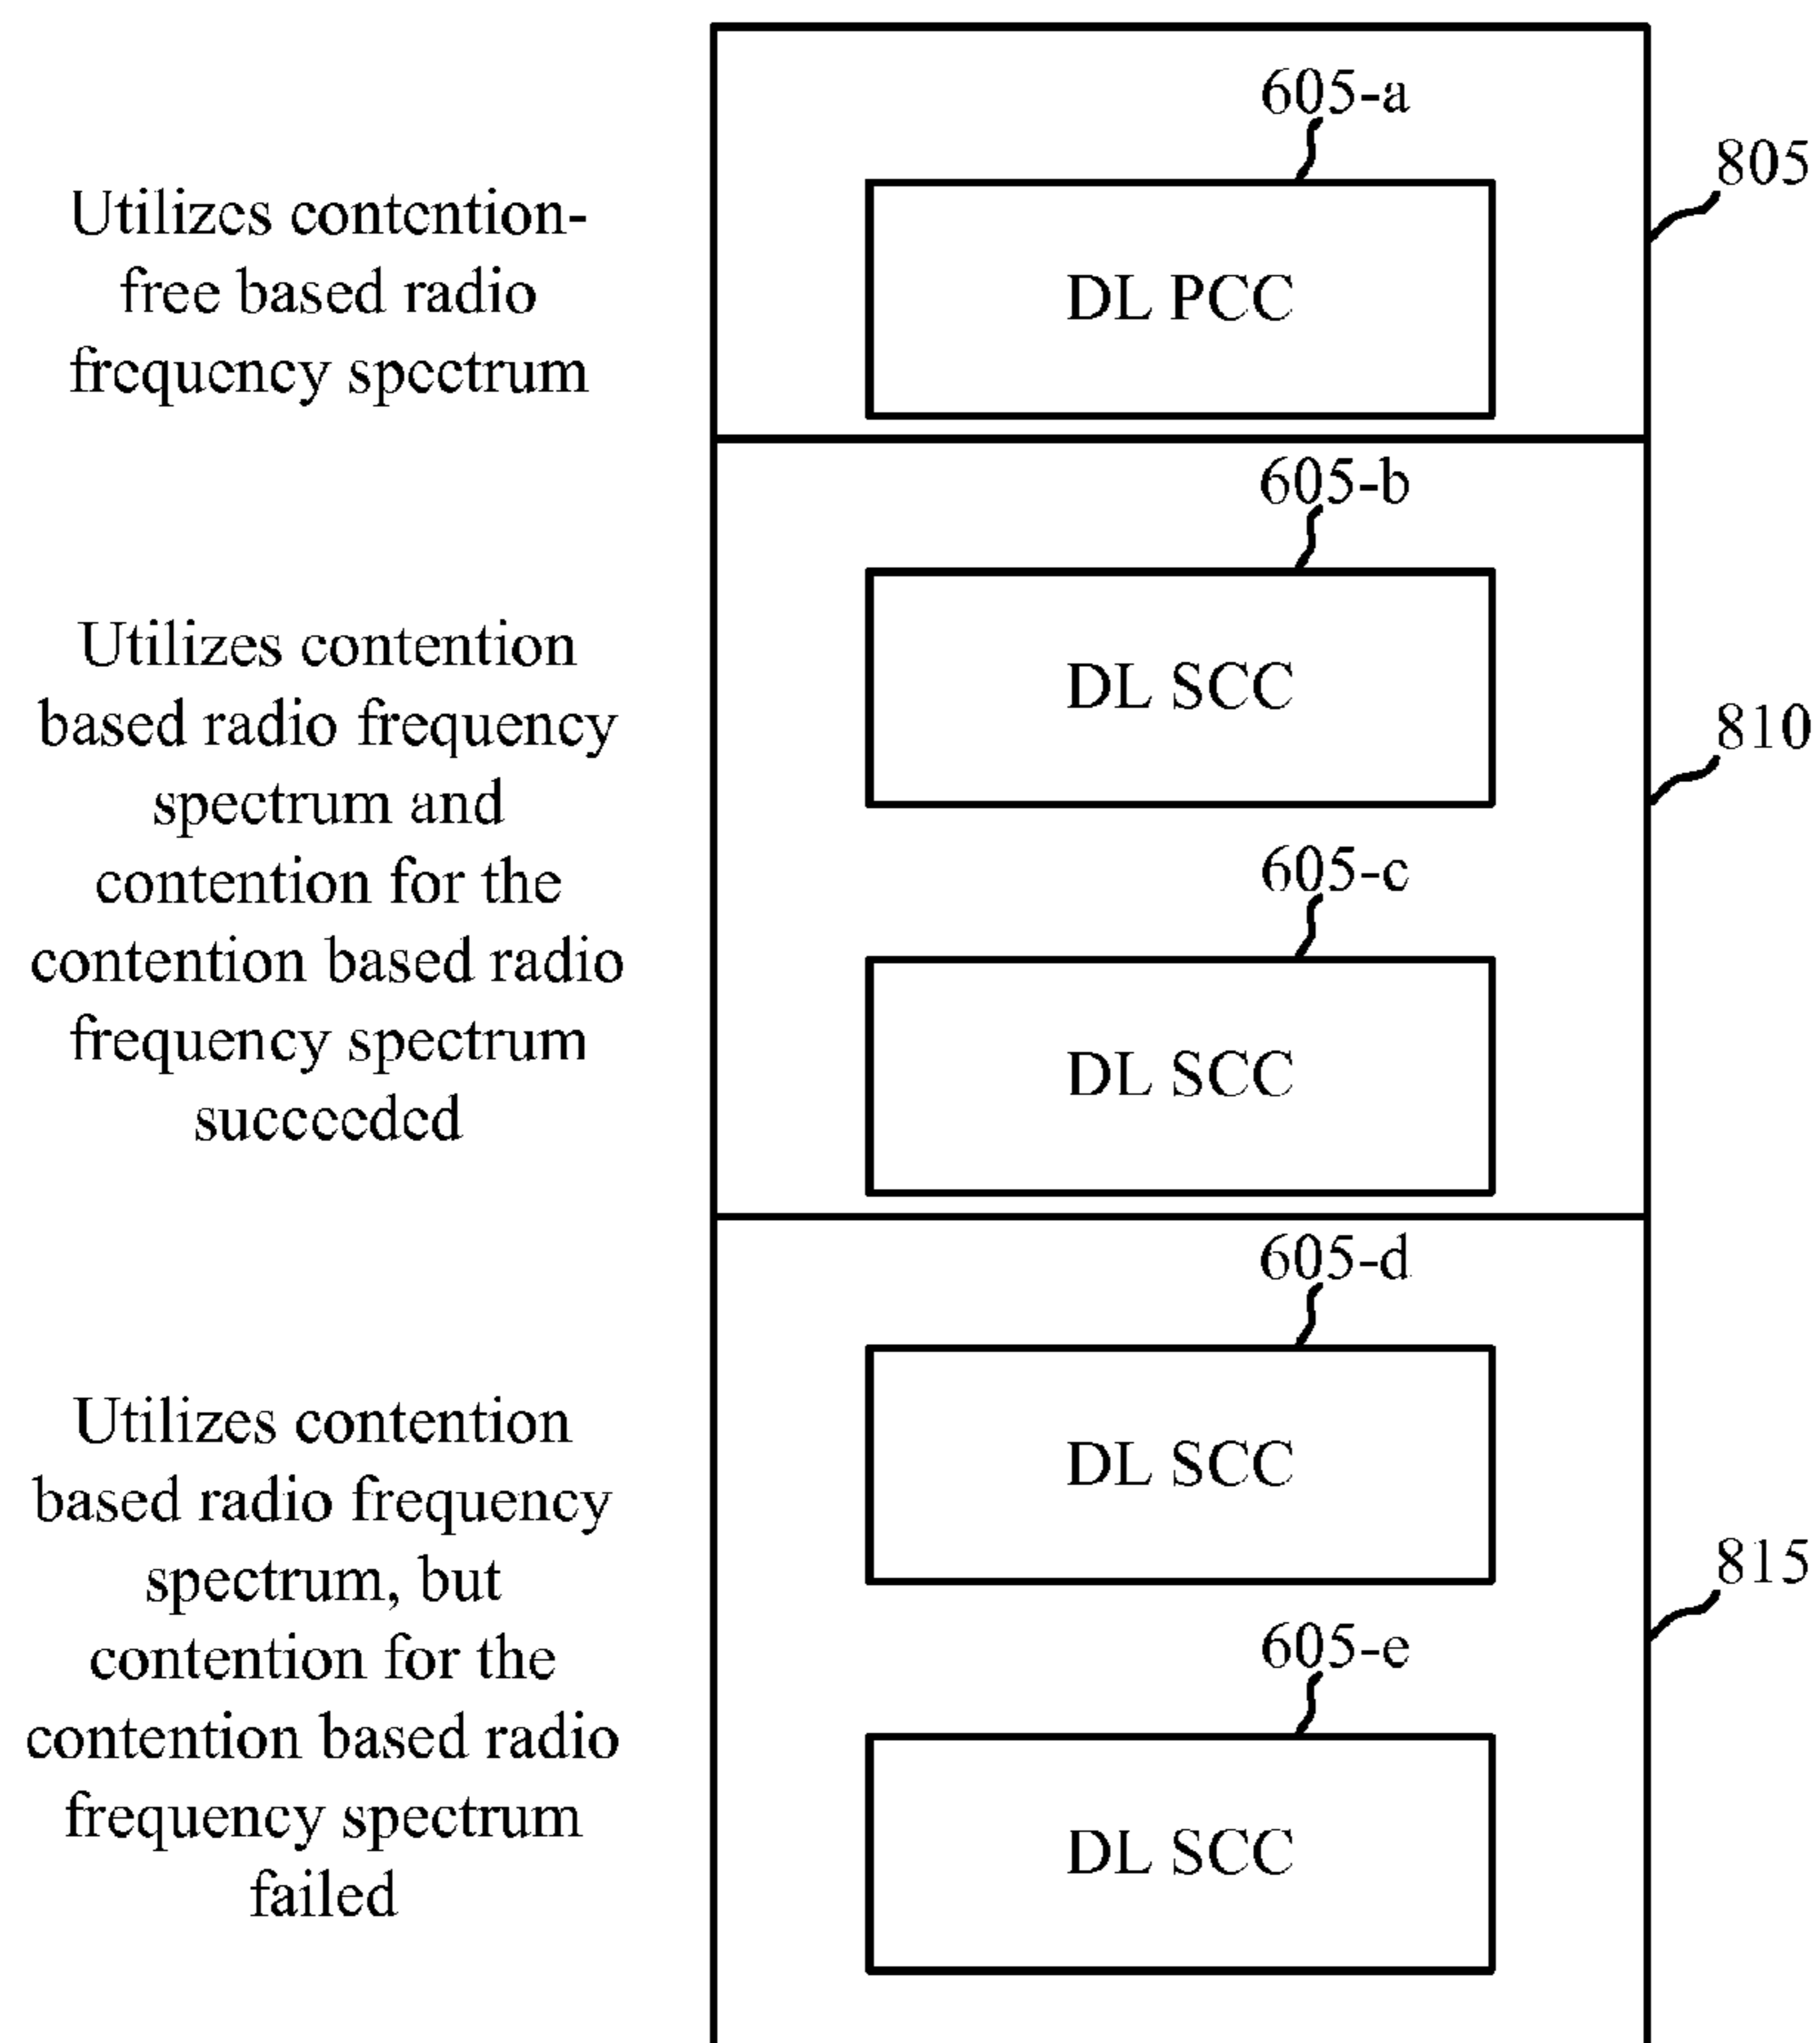 605-a
805
Utilizes contention-
free based radio
frequency spectrum
DL PCC
605-b
Utilizes contention
based radio frequency
spectrum and
contention for the
contention based radio
frequency spectrum
succeeded
DL SCC
810
605-c
DL SCC
605-d
Utilizes contention
based radio frequency
spectrum, but
contention for the
contention based radio
frequency spectrum
failed
DL SCC
815
605-e
DL SCC